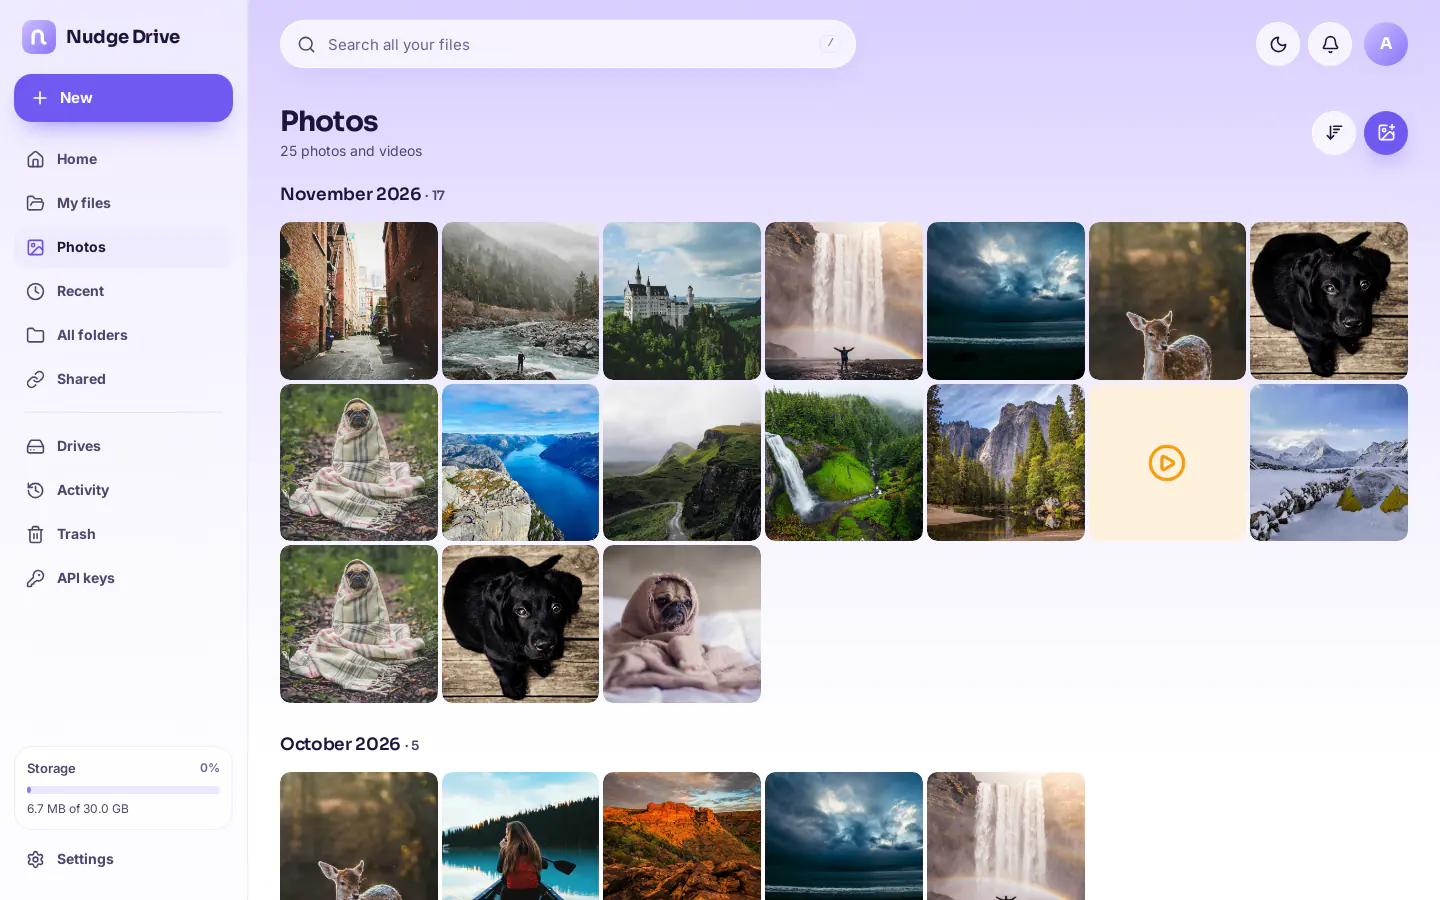 Nudge Drive
New
Home
My files
Photos
Recent
All folders
Shared
Drives
Activity
Trash
API keys
Storage 0%
6.7 MB of 30.0 GB
Settings
Search all your files /
A
Photos
25 photos and videos
November 2026 · 17
October 2026 · 5